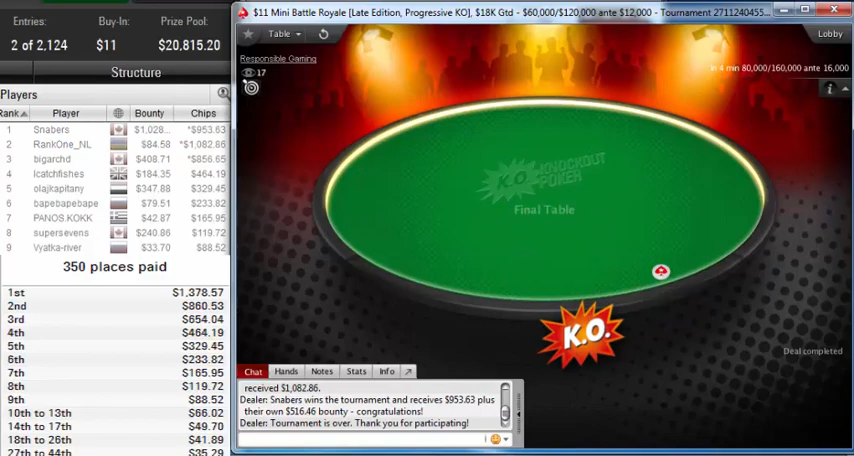 Entries: Buy-In: Prize Pool:
2 of 2,124 $11 $20,815.20
Structure
Players
Rank Player Bounty Chips
1 Snabers $1,028... *$953.63
2 RankOne_NL $84.58 *$1,082.86
3 bigarchd $408.71 *$856.65
4 Icatchfishes $184.35 $464.19
5 olajkapitany $347.88 $329.45
6 bapebapebape $79.51 $233.82
7 PANOS.KOKK $42.87 $165.95
8 supersevens $240.86 $119.72
9 Vyatka-river $33.70 $88.52
350 places paid
1st $1,378.57
2nd $860.53
3rd $654.04
4th $464.19
5th $329.45
6th $233.82
7th $165.95
8th $119.72
9th $88.52
10th to 13th $66.02
14th to 17th $49.70
18th to 26th $41.89
27th to 44th $35.29
$11 Mini Battle Royale [Late Edition, Progressive KO], $18K Gtd - $60,000/$120,000 ante $12,000 - Tournament 2711240455...
Table Lobby
Responsible Gaming
17
in 4 min 80,000/160,000 ante 16,000
K.O. KNOCKOUT POKER
Final Table
K.O.
Deal completed
Chat Hands Notes Stats Info
received $1,082.86.
Dealer: Snabers wins the tournament and receives $953.63 plus
their own $516.46 bounty - congratulations!
Dealer: Tournament is over. Thank you for participating!